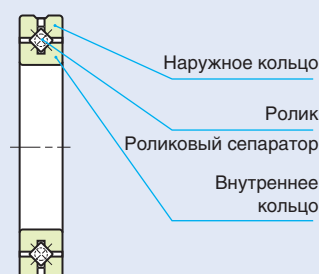 Наружное кольцо
Ролик
Роликовый сепаратор
Внутреннее
кольцо